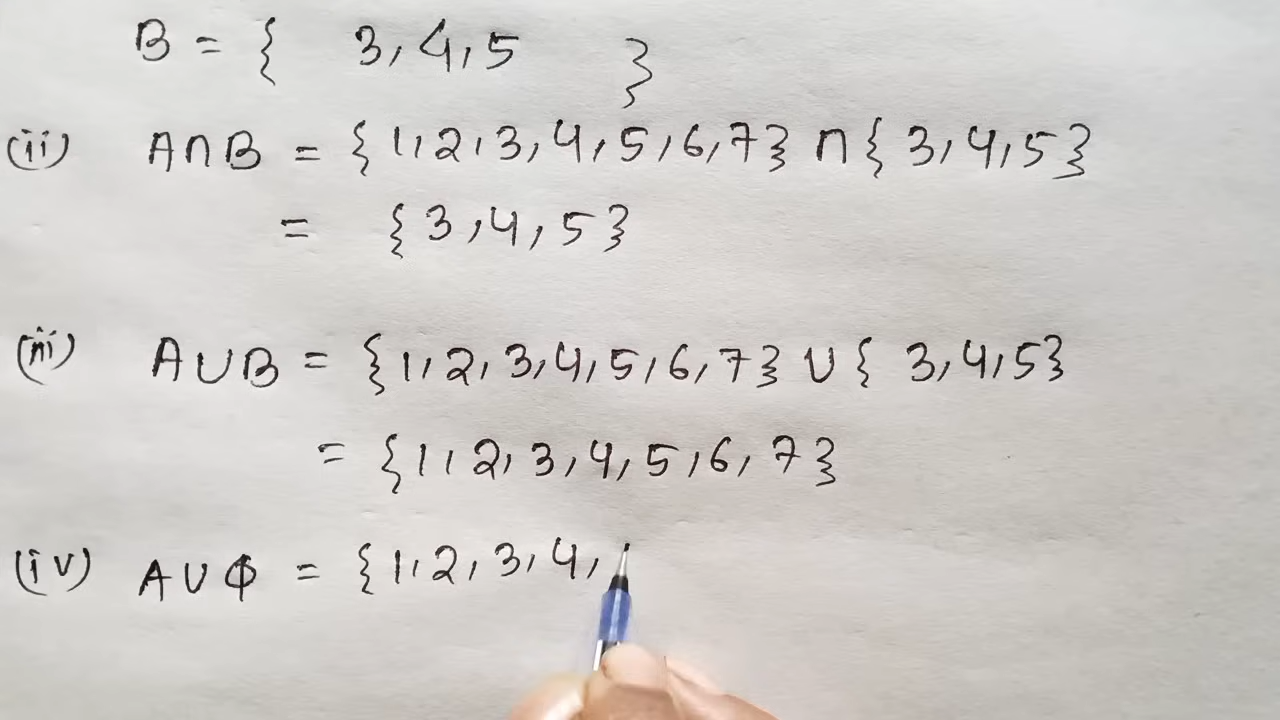 B = { 3, 4, 5 }
(ii) A∩B = {1, 2, 3, 4, 5, 6, 7} ∩ { 3, 4, 5}
= {3, 4, 5}
(iii) A∪B = {1, 2, 3, 4, 5, 6, 7} ∪ { 3, 4, 5}
= {1, 2, 3, 4, 5, 6, 7}
(iv) A∪ϕ = {1, 2, 3, 4,